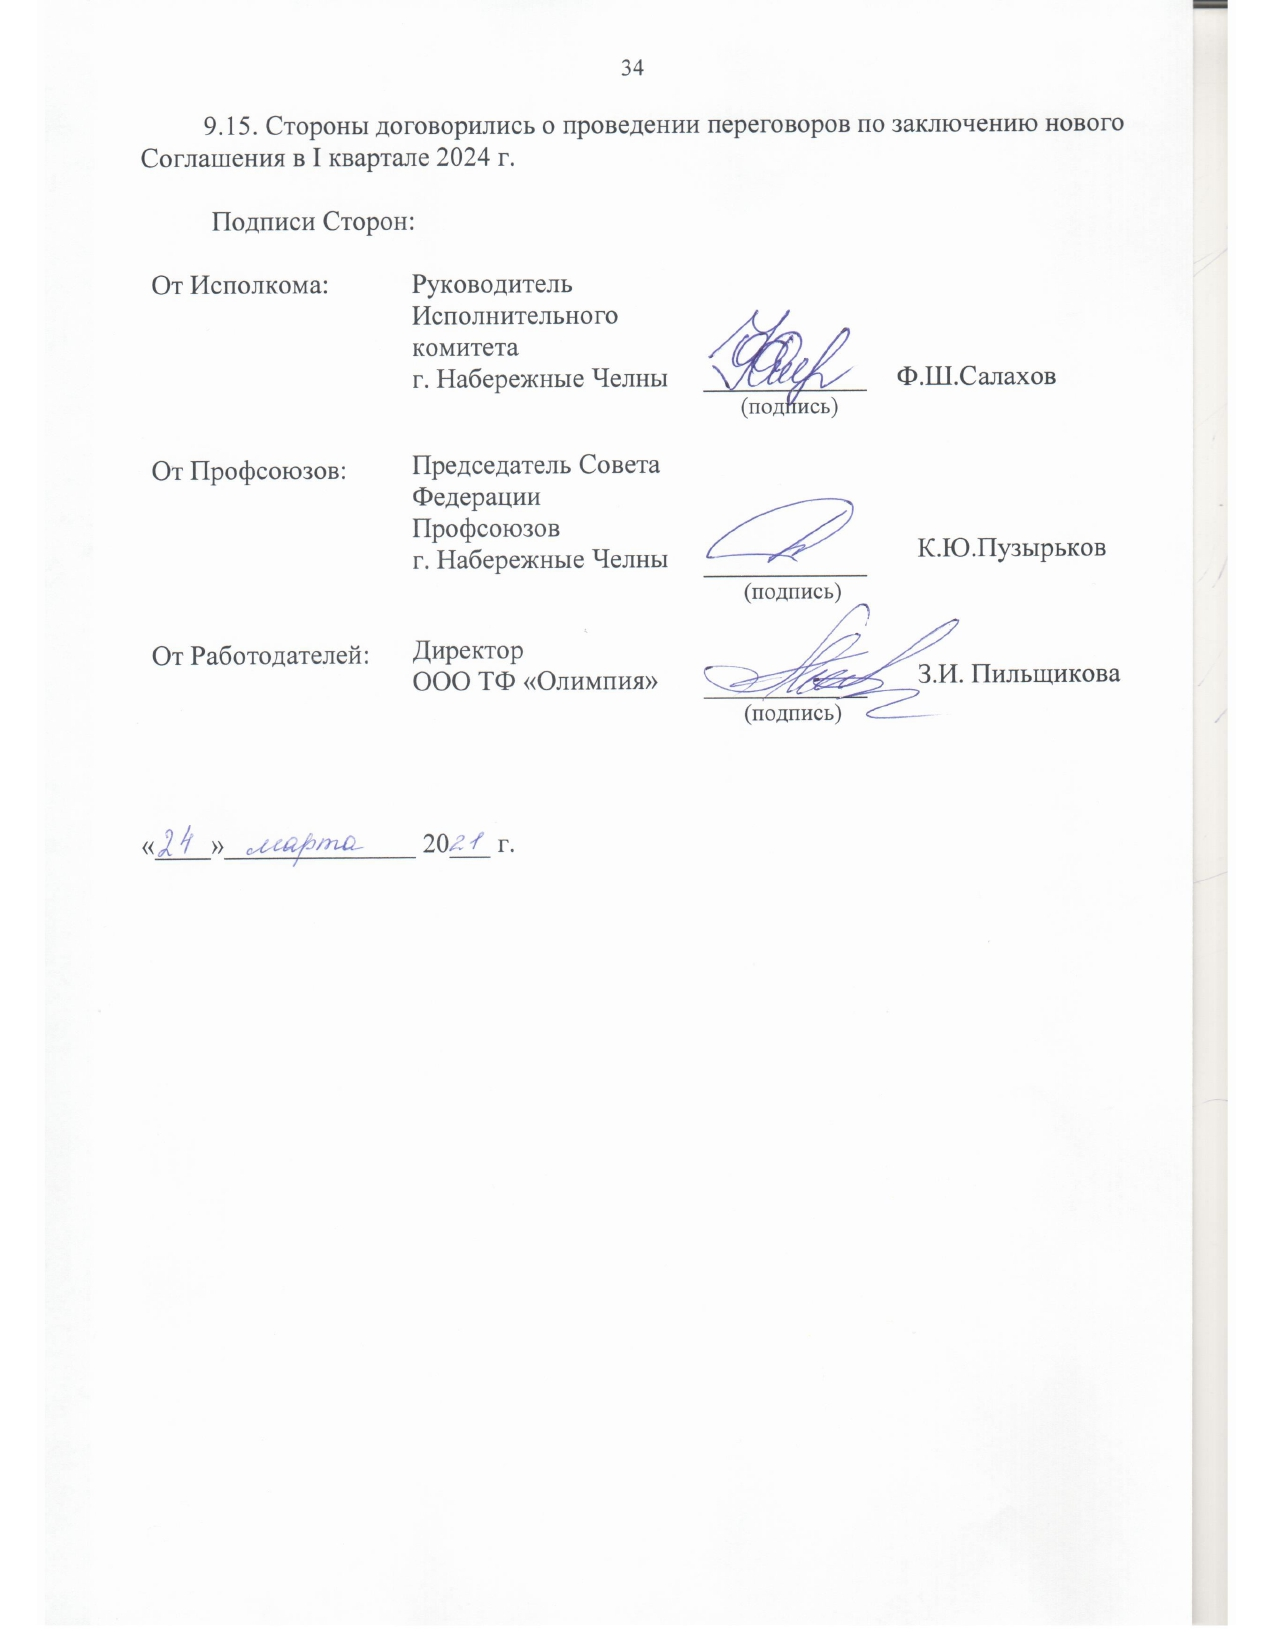 34
9.15. Стороны договорились о проведении переговоров по заключению нового
Соглашения в I квартале 2024 г.
Подписи Сторон:
От Исполкома:
Руководитель
Исполнительного
комитета
г. Набережные Челны
Ф.Ш.Салахов
(подпись)
От Профсоюзов:
Председатель Совета
Федерации
Профсоюзов
г. Набережные Челны
К.Ю.Пузырьков
(подпись)
От Работодателей:
Директор
ООО ТФ «Олимпия»
З.И. Пильщикова
(подпись)
«24» марта 2021 г.